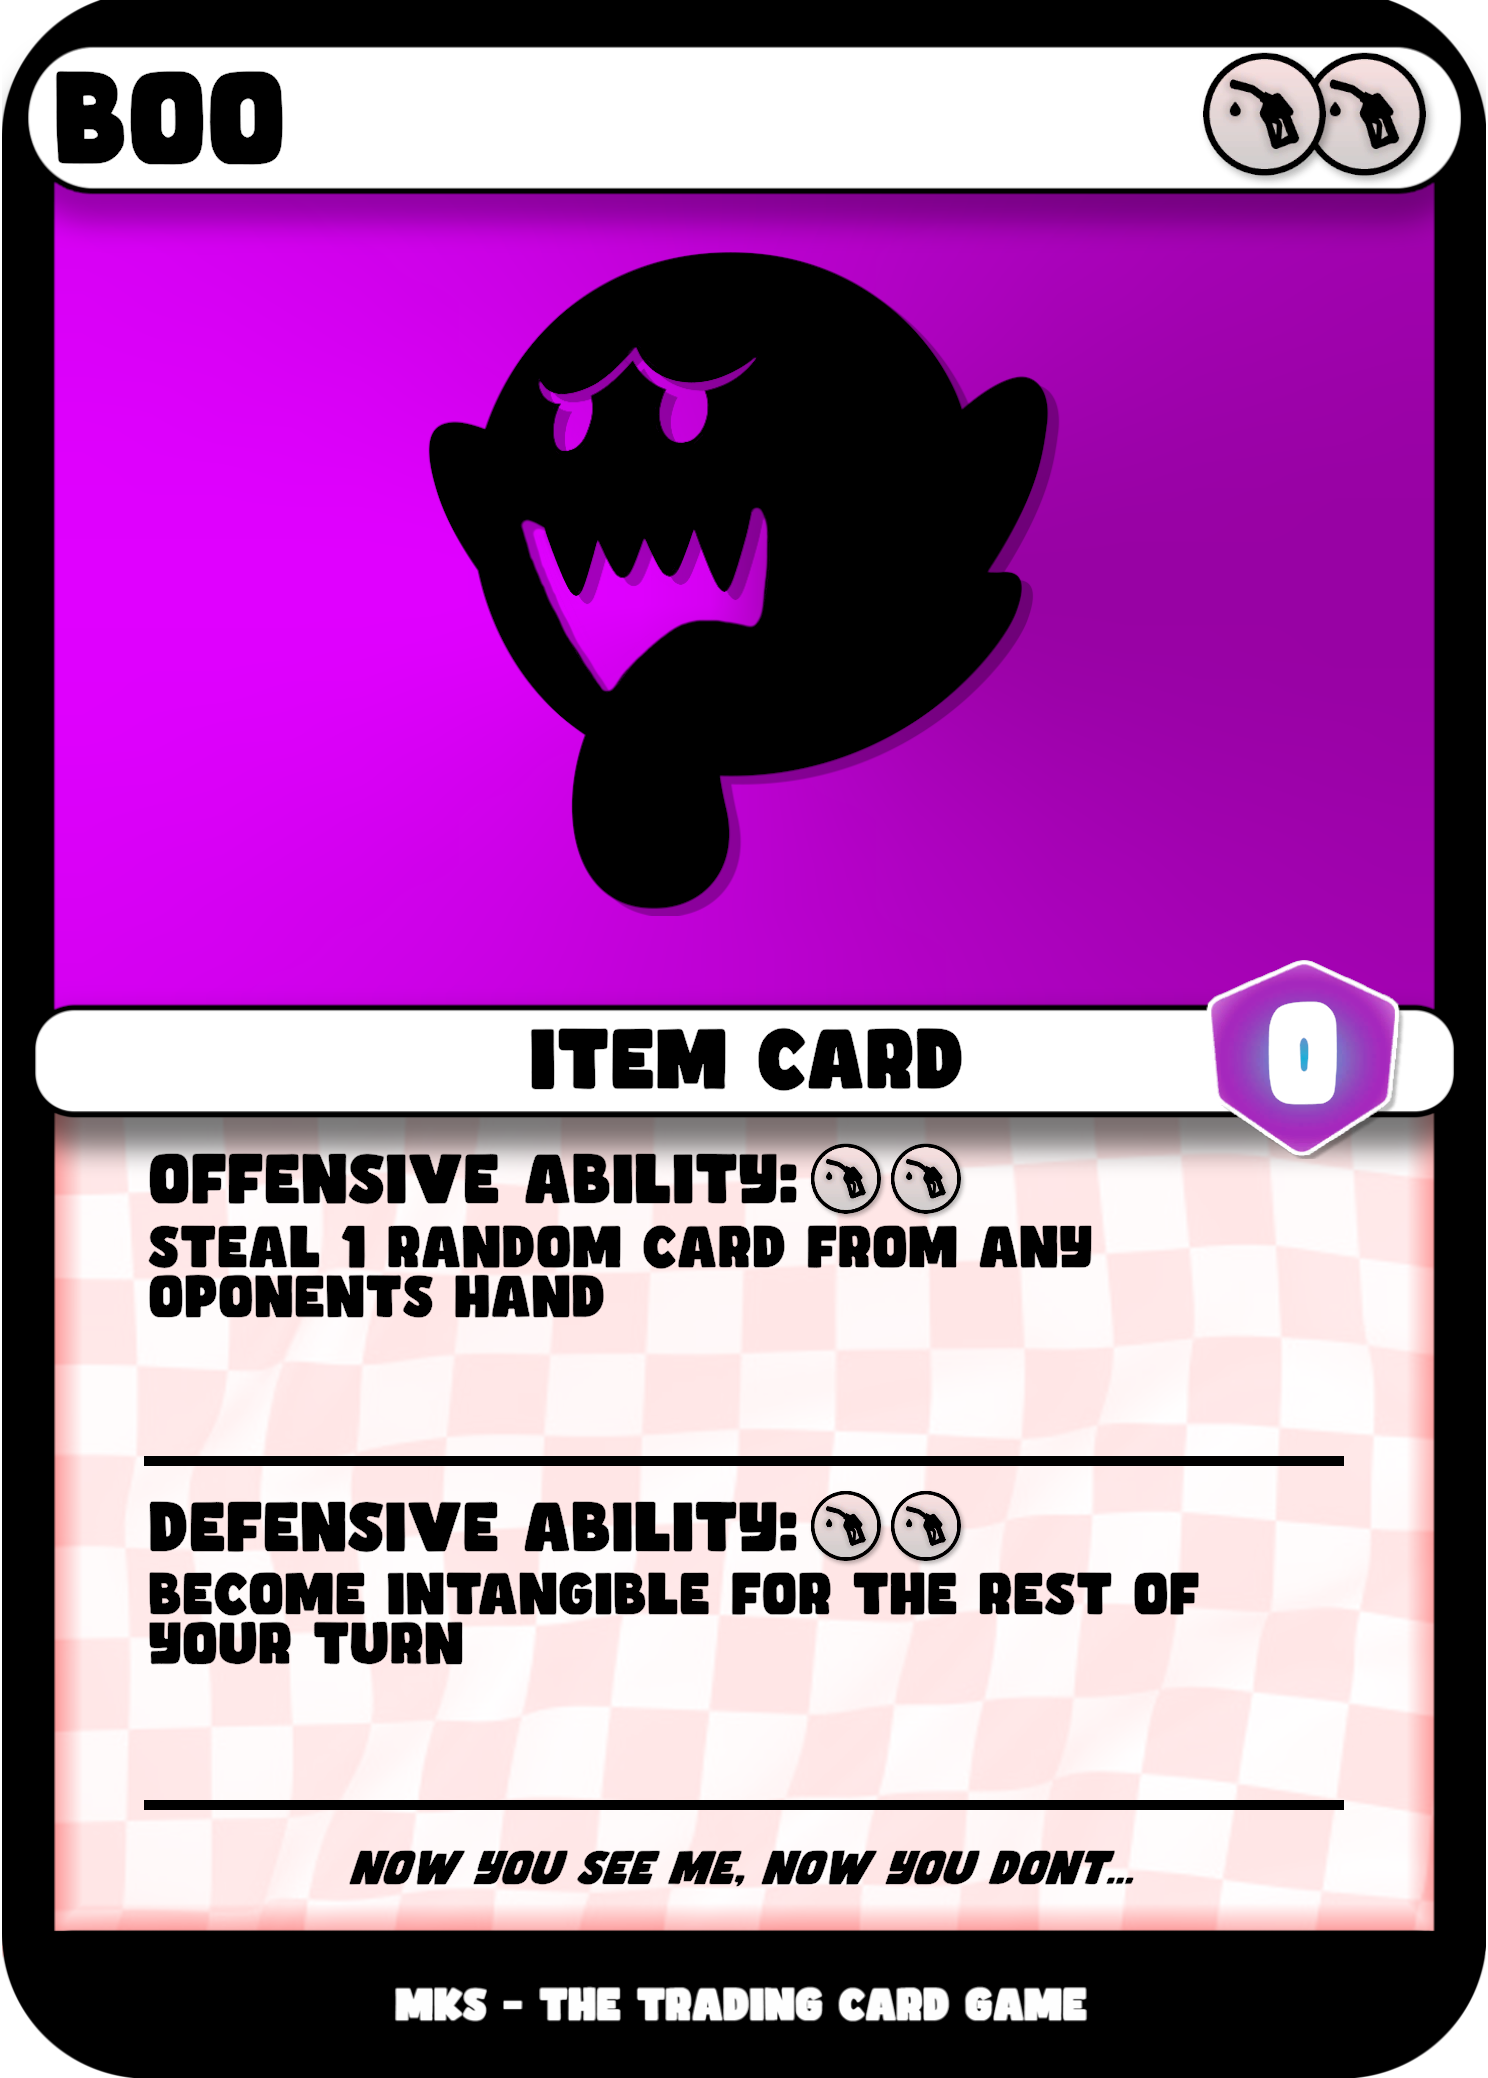 BOO
ITEM CARD
0
OFFENSIVE ABILITY:
STEAL 1 RANDOM CARD FROM ANY
OPONENTS HAND
DEFENSIVE ABILITY:
BECOME INTANGIBLE FOR THE REST OF
YOUR TURN
NOW YOU SEE ME, NOW YOU DONT...
MKS - THE TRADING CARD GAME